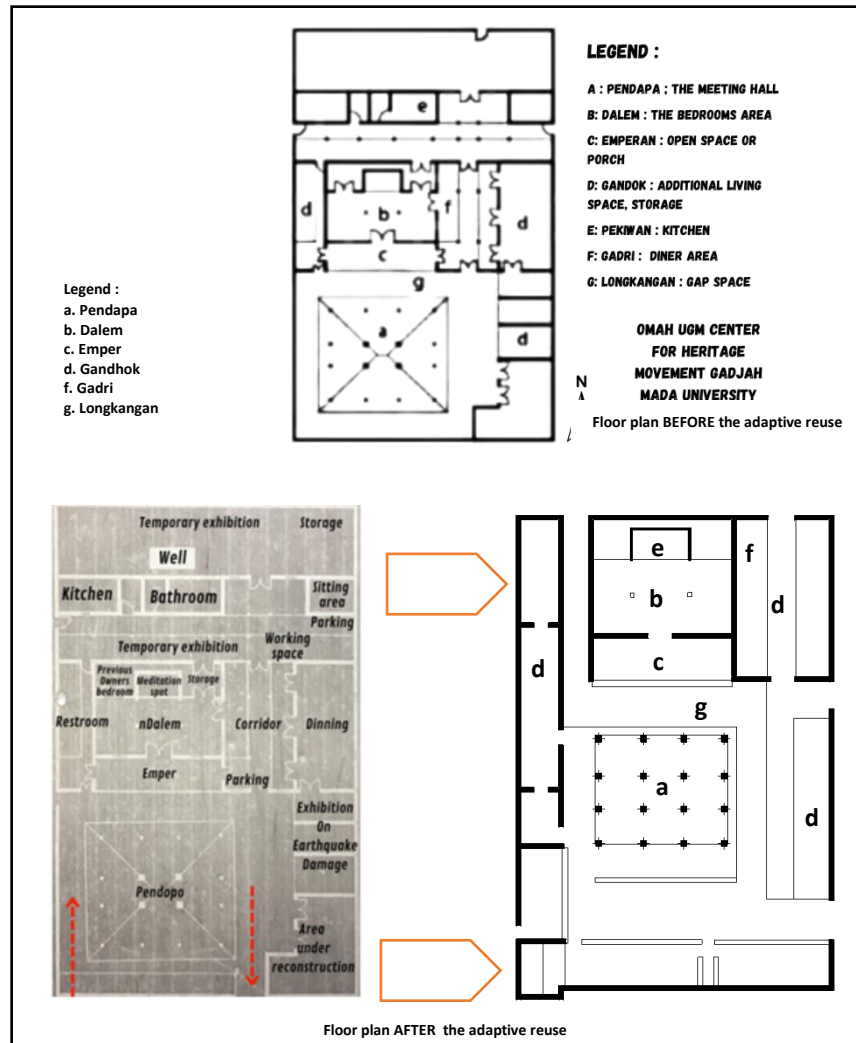 LEGEND :
A : PENDAPA ; THE MEETING HALL
B: DALEM : THE BEDROOMS AREA
C: EMPERAN : OPEN SPACE OR
PORCH
D: GANDOK : ADDITIONAL LIVING
SPACE, STORAGE
E: PEKIWAN : KITCHEN
F: GADRI : DINER AREA
G: LONGKANGAN : GAP SPACE
OMAH UGM CENTER
FOR HERITAGE
MOVEMENT GADJAH
MADA UNIVERSITY
N
Floor plan BEFORE the adaptive reuse
e
d
b
f
d
c
g
a
d
Legend :
a. Pendapa
b. Dalem
c. Emper
d. Gandhok
f. Gadri
g. Longkangan
Temporary exhibition
Storage
Well
Kitchen
Bathroom
Sitting
area
Parking
Temporary exhibition
Working
space
Previous
Owners
bedroom
Meditation
spot
Storage
Restroom
nDalem
Corridor
Dinning
Emper
Parking
Exhibition
On
Earthquake
Damage
Pendopo
Area
under
reconstruction
e
f
b
d
c
d
g
a
d
Floor plan AFTER the adaptive reuse